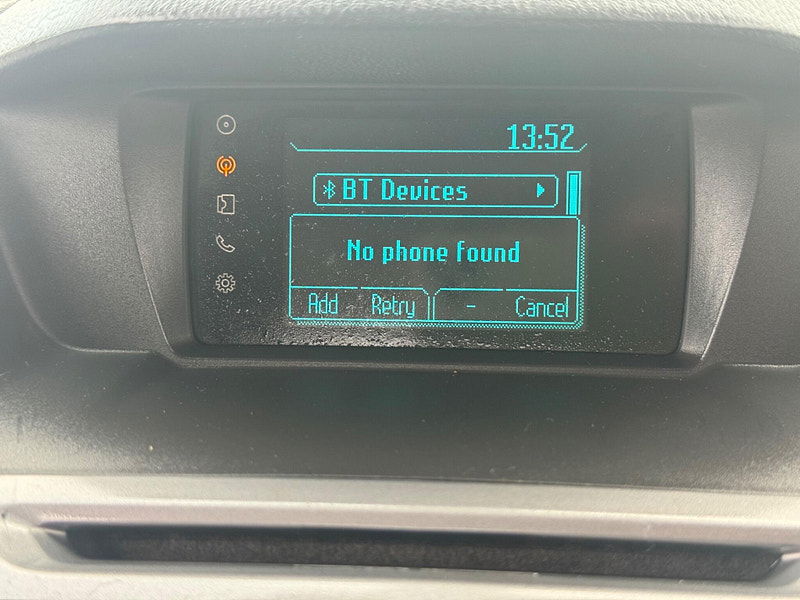 13:52
BT Devices
No phone found
Add Retry - Cancel